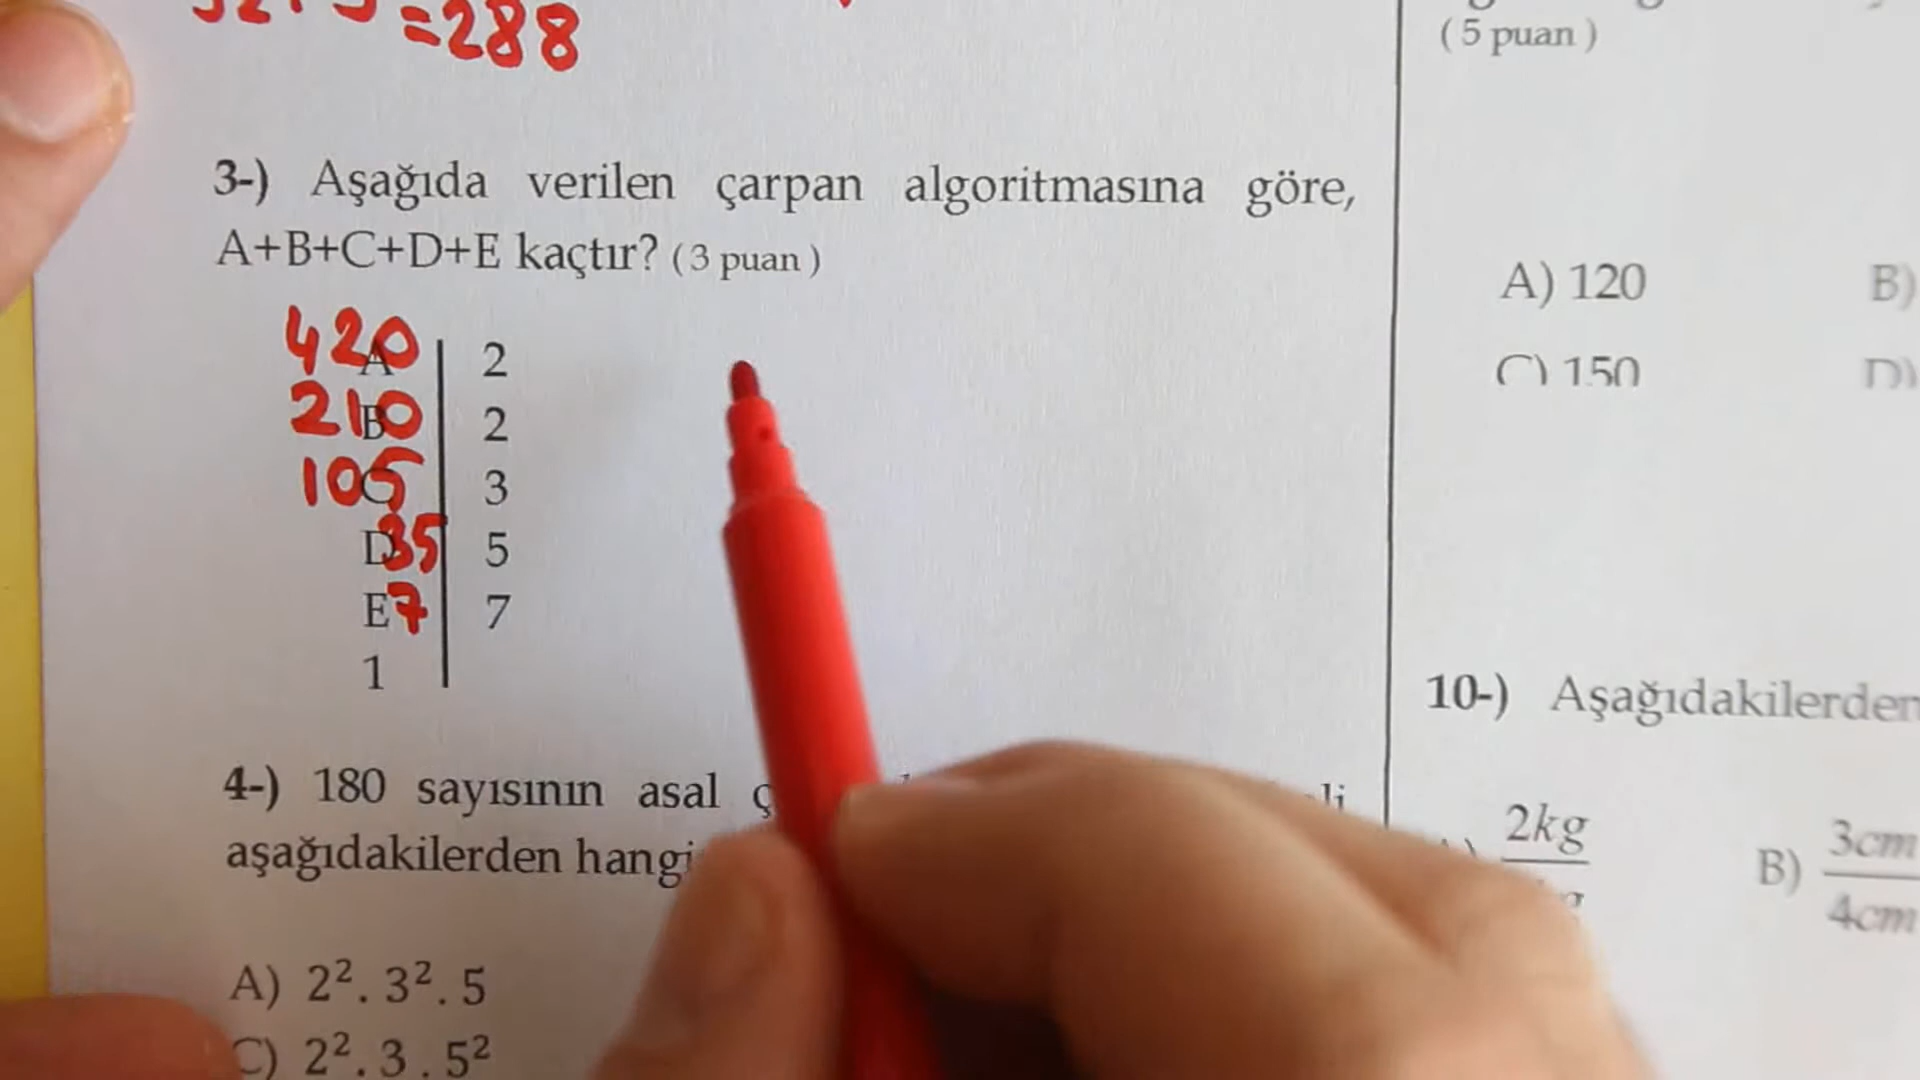 =288
3-) Aşağıda verilen çarpan algoritmasına göre,
A+B+C+D+E kaçtır? (3 puan)
420 A 2
210 B 2
105 C 3
D 35 5
E 7 7
1
4-) 180 sayısının asal
aşağıdakilerden
A) 2². 3². 5
C) 2². 3 . 5²
(5 puan)
A) 120 B)
C) 150 D)
10-) Aşağıdakilerden
2kg B) 3cm
4cm